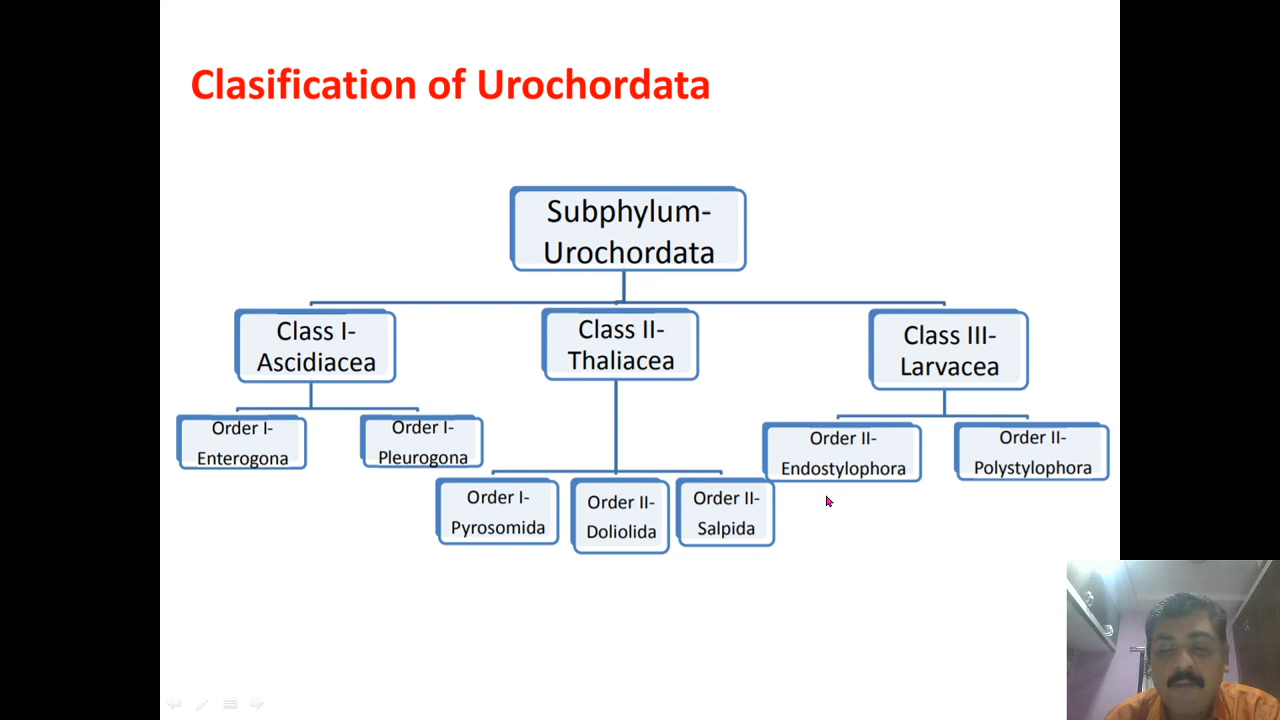 Clasification of Urochordata
Subphylum-
Urochordata
Class I-
Ascidiacea
Class II-
Thaliacea
Class III-
Larvacea
Order I-
Enterogona
Order I-
Pleurogona
Order I-
Pyrosomida
Order II-
Doliolida
Order II-
Salpida
Order II-
Endostylophora
Order II-
Polystylophora